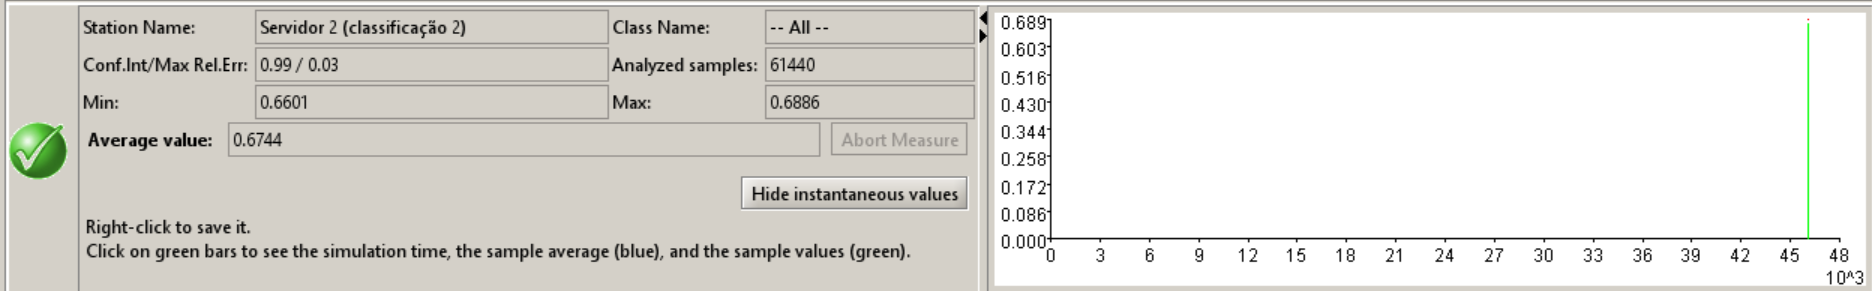 Station Name: Servidor 2 (classificação 2) Class Name: -- All --
Conf.Int/Max Rel.Err: 0.99 / 0.03 Analyzed samples: 61440
Min: 0.6601 Max: 0.6886
Average value: 0.6744 Abort Measure
Hide instantaneous values
Right-click to save it.
Click on green bars to see the simulation time, the sample average (blue), and the sample values (green).
0.689
0.603
0.516
0.430
0.344
0.258
0.172
0.086
0.000
0 3 6 9 12 15 18 21 24 27 30 33 36 39 42 45 48
10^3